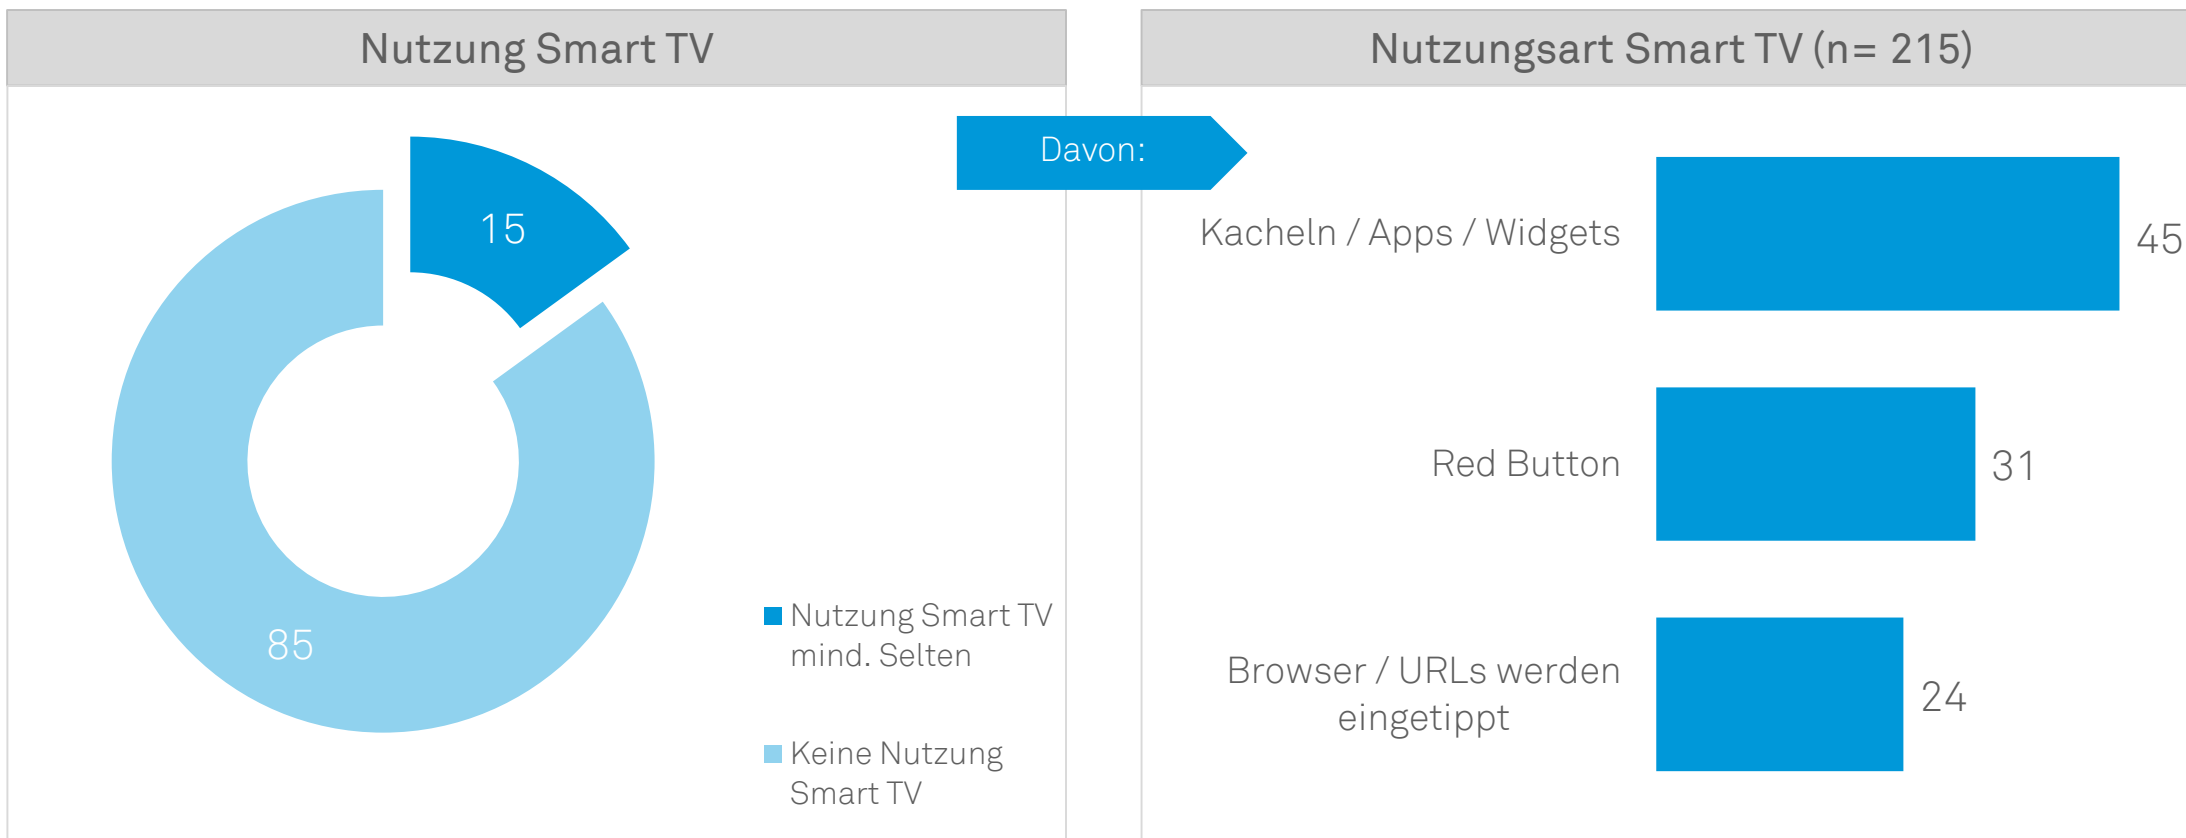 Nutzung Smart TV
15
85
Nutzung Smart TV
mind. Selten
Keine Nutzung
Smart TV
Davon:
Nutzungsart Smart TV (n= 215)
Kacheln / Apps / Widgets
45
Red Button
31
Browser / URLs werden
eingetippt
24